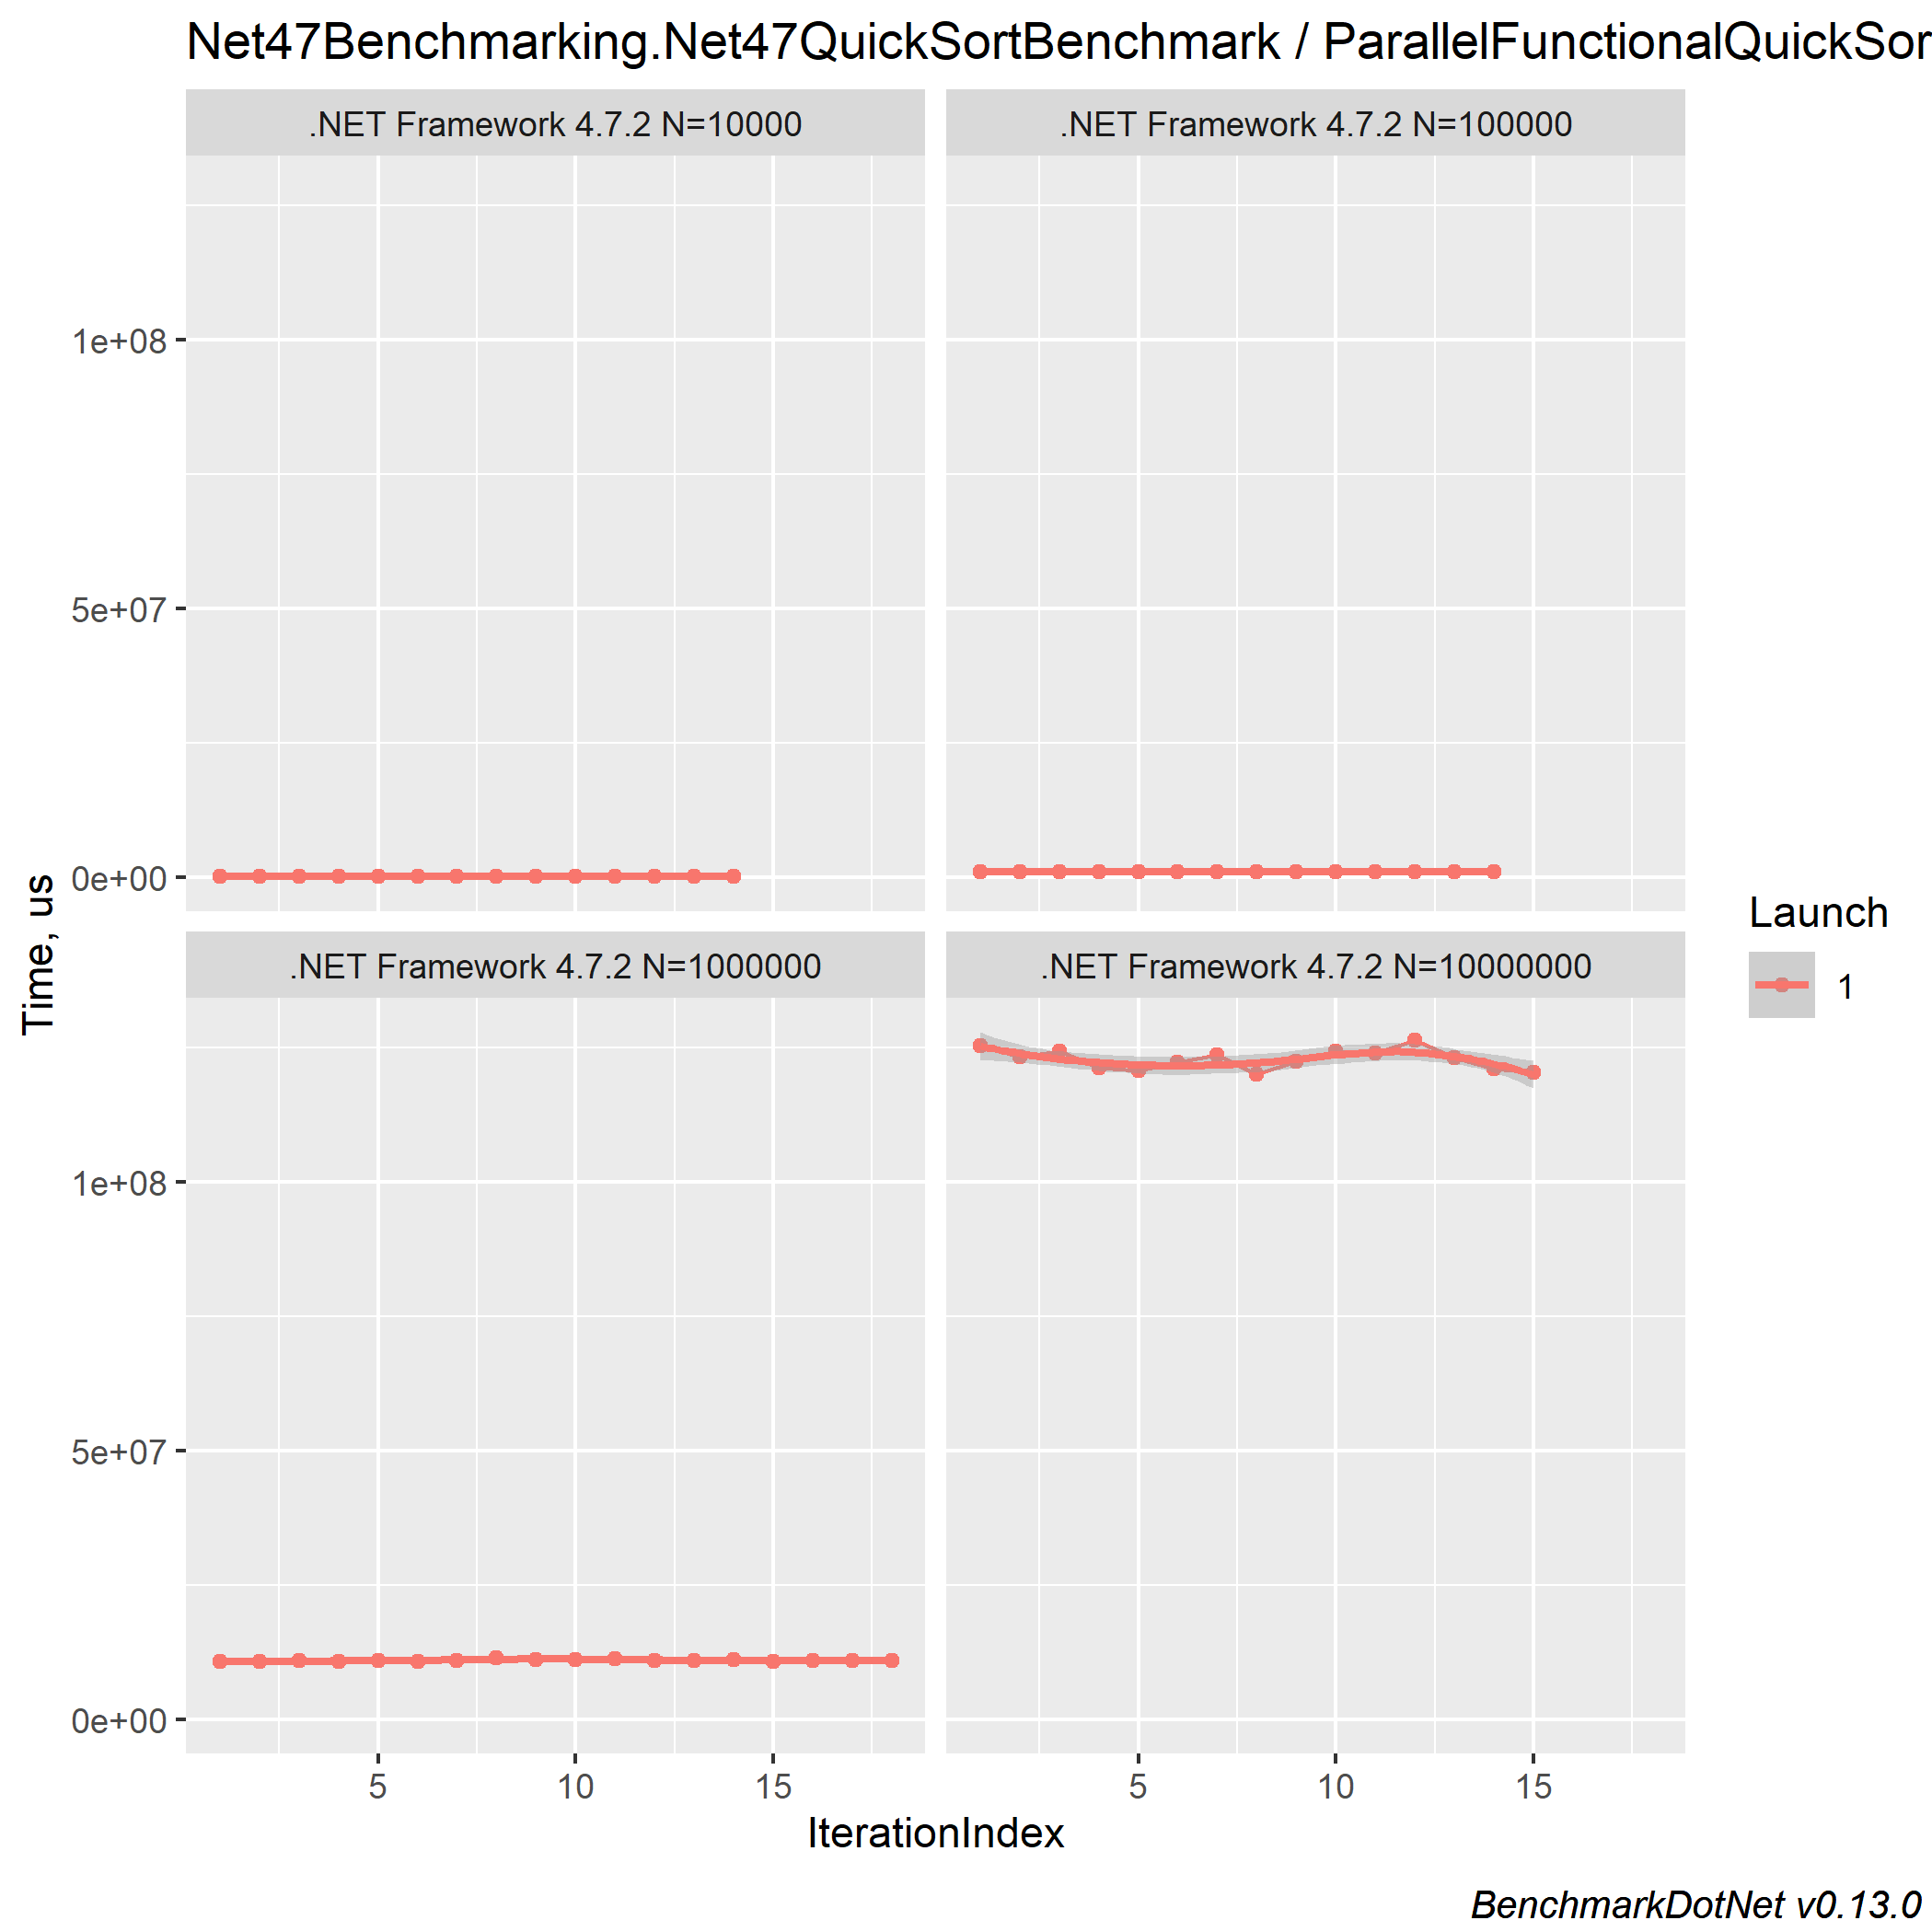 Net47Benchmarking.Net47QuickSortBenchmark / ParallelFunctionalQuickSor
.NET Framework 4.7.2 N=10000
.NET Framework 4.7.2 N=100000
1e+08
5e+07
0e+00
Time, us
.NET Framework 4.7.2 N=1000000
.NET Framework 4.7.2 N=10000000
1e+08
5e+07
0e+00
5 10 15
5 10 15
IterationIndex
Launch
1
BenchmarkDotNet v0.13.0